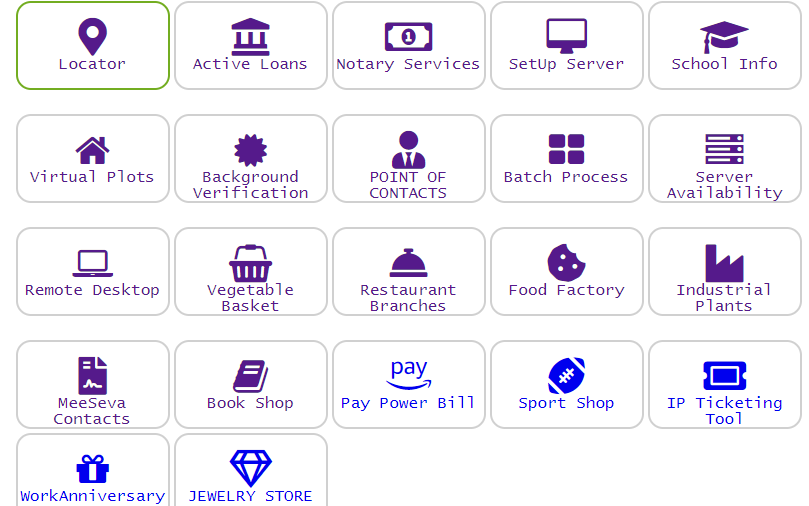 Locator
Active Loans
Notary Services
SetUp Server
School Info
Virtual Plots
Background
Verification
POINT OF
CONTACTS
Batch Process
Server
Availability
Remote Desktop
Vegetable
Basket
Restaurant
Branches
Food Factory
Industrial
Plants
MeeSeva
Contacts
Book Shop
pay
Pay Power Bill
Sport Shop
IP Ticketing
Tool
WorkAnniversary
JEWELRY STORE